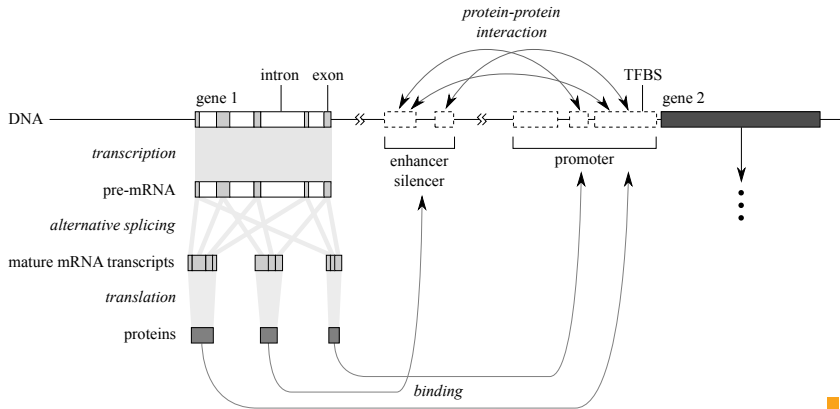 protein-protein
interaction
intron
exon
TFBS
gene 1
gene 2
DNA
transcription
enhancer
silencer
promoter
pre-mRNA
alternative splicing
mature mRNA transcripts
translation
proteins
binding